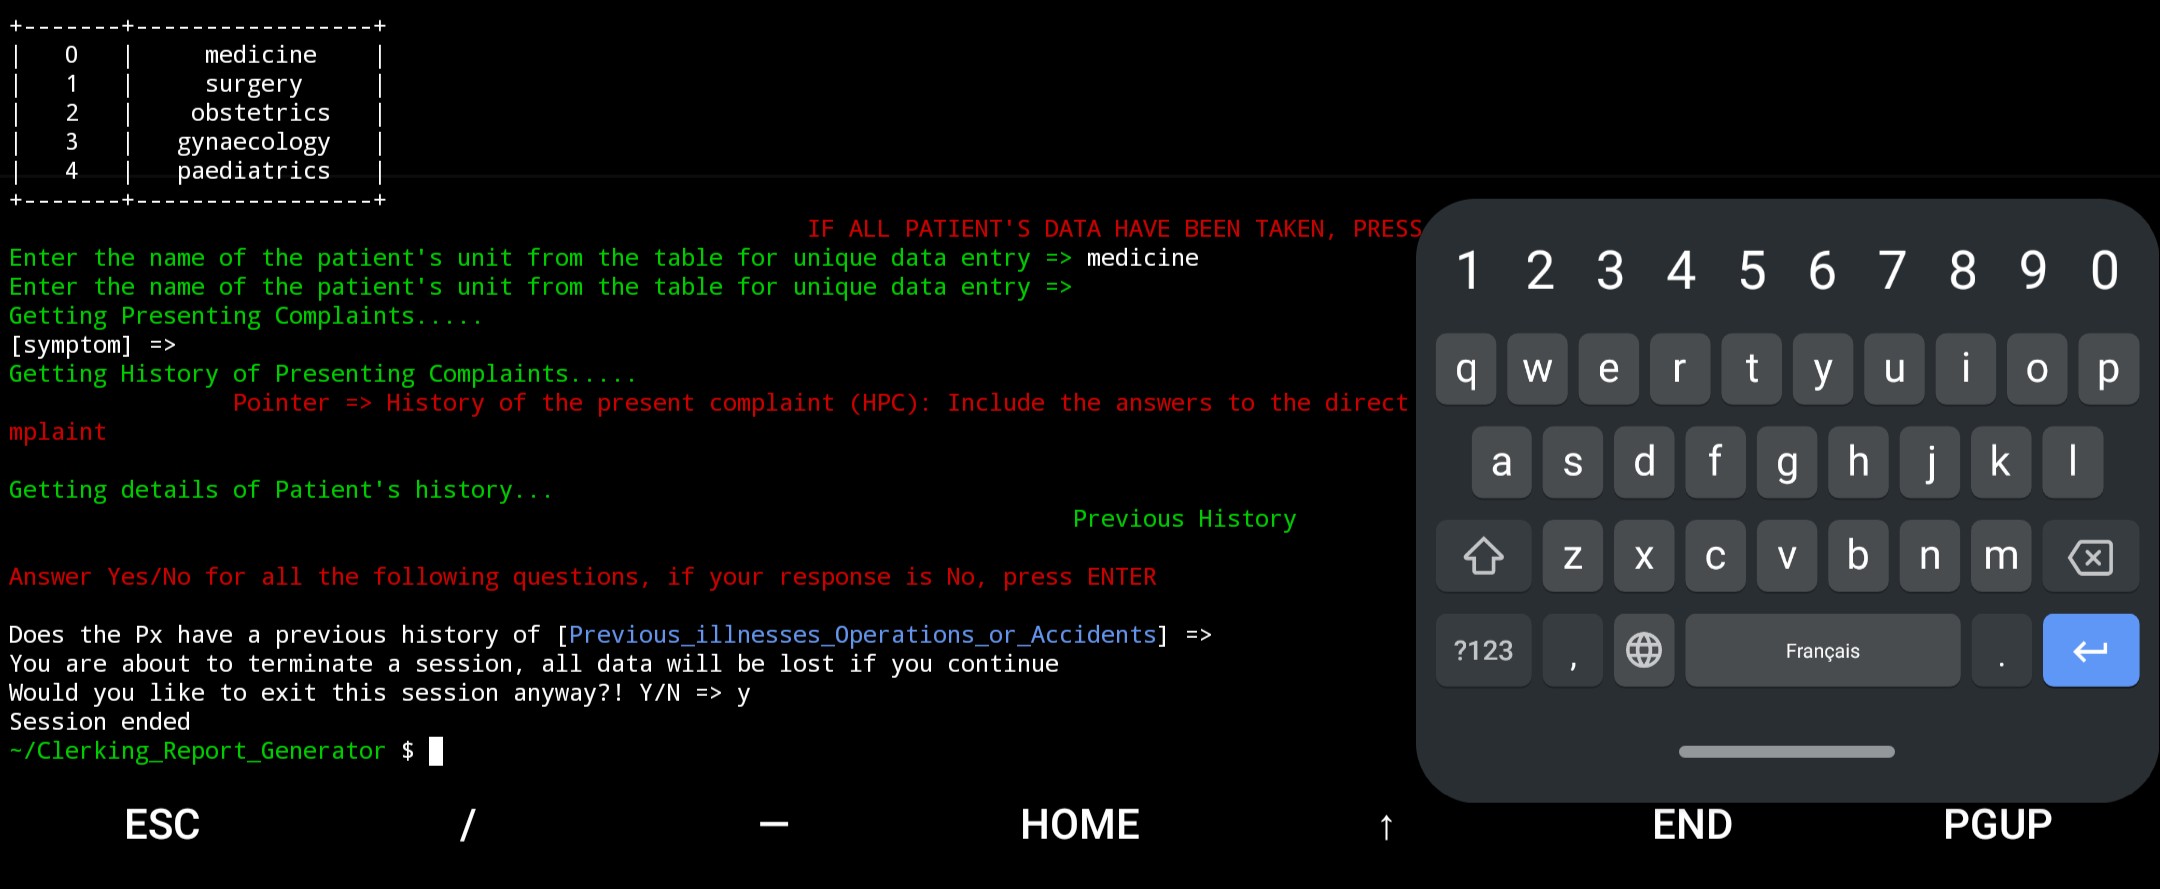 +-------+-----------------+
|   0   |     medicine    |
|   1   |     surgery     |
|   2   |    obstetrics   |
|   3   |   gynaecology   |
|   4   |   paediatrics   |
+-------+-----------------+
IF ALL PATIENT'S DATA HAVE BEEN TAKEN, PRESS
Enter the name of the patient's unit from the table for unique data entry => medicine
Enter the name of the patient's unit from the table for unique data entry =>
Getting Presenting Complaints.....
[symptom] =>
Getting History of Presenting Complaints.....
Pointer => History of the present complaint (HPC): Include the answers to the direct
mplaint
Getting details of Patient's history...
Previous History
Answer Yes/No for all the following questions, if your response is No, press ENTER
Does the Px have a previous history of [Previous_illnesses_Operations_or_Accidents] =>
You are about to terminate a session, all data will be lost if you continue
Would you like to exit this session anyway?! Y/N => y
Session ended
~/Clerking_Report_Generator $
1 2 3 4 5 6 7 8 9 0
q w e r t y u i o p
a s d f g h j k l
z x c v b n m
?123 , Français .
ESC / — HOME ↑ END PGUP